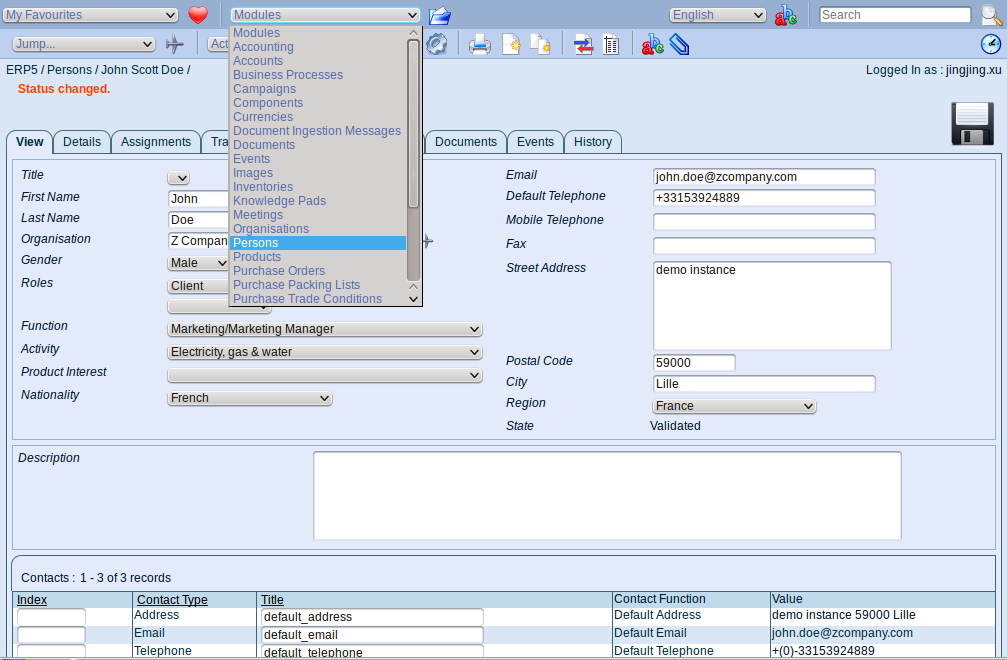 My Favourites Modules English abc Search
Jump... Act abc
ERP5 / Persons / John Scott Doe / Logged In as : jingjing.xu
Status changed.
Modules
Accounting
Accounts
Business Processes
Campaigns
Components
Currencies
Document Ingestion Messages
Documents
Events
Images
Inventories
Knowledge Pads
Meetings
Organisations
Persons
Products
Purchase Orders
Purchase Packing Lists
Purchase Trade Conditions
View Details Assignments Tra Documents Events History
Title
First Name John
Last Name Doe
Organisation Z Compan
Gender Male
Roles Client
Function Marketing/Marketing Manager
Activity Electricity, gas & water
Product Interest
Nationality French
Email john.doe@zcompany.com
Default Telephone +33153924889
Mobile Telephone
Fax
Street Address demo instance
Postal Code 59000
City Lille
Region France
State Validated
Description
Contacts : 1 - 3 of 3 records
Index Contact Type Title Contact Function Value
Address default_address Default Address demo instance 59000 Lille
Email default_email Default Email john.doe@zcompany.com
Telephone default_telephone Default Telephone +(0)-33153924889